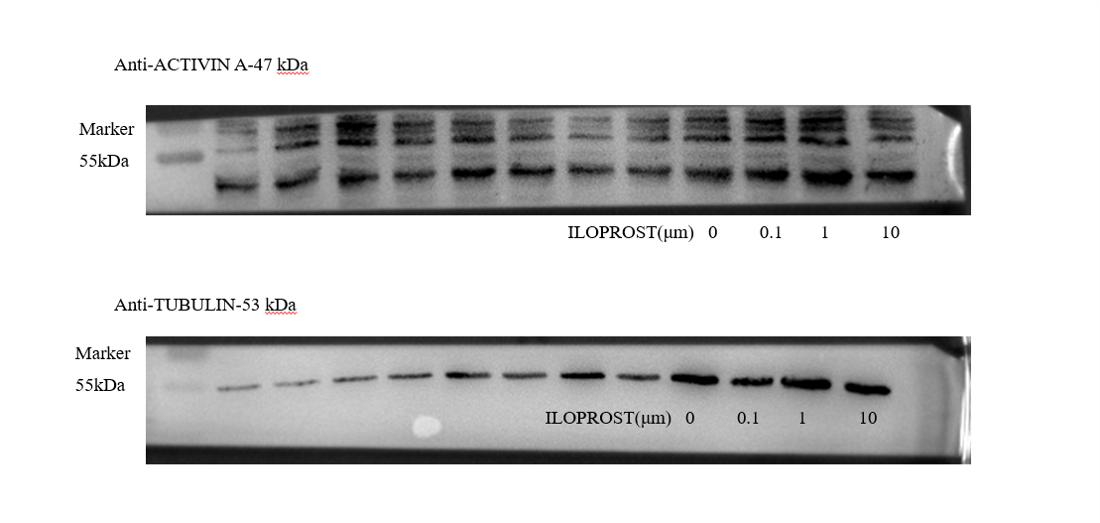 Anti-ACTIVIN A-47 kDa
Marker
55kDa
ILOPROST(μm) 0 0.1 1 10
Anti-TUBULIN-53 kDa
Marker
55kDa
ILOPROST(μm) 0 0.1 1 10